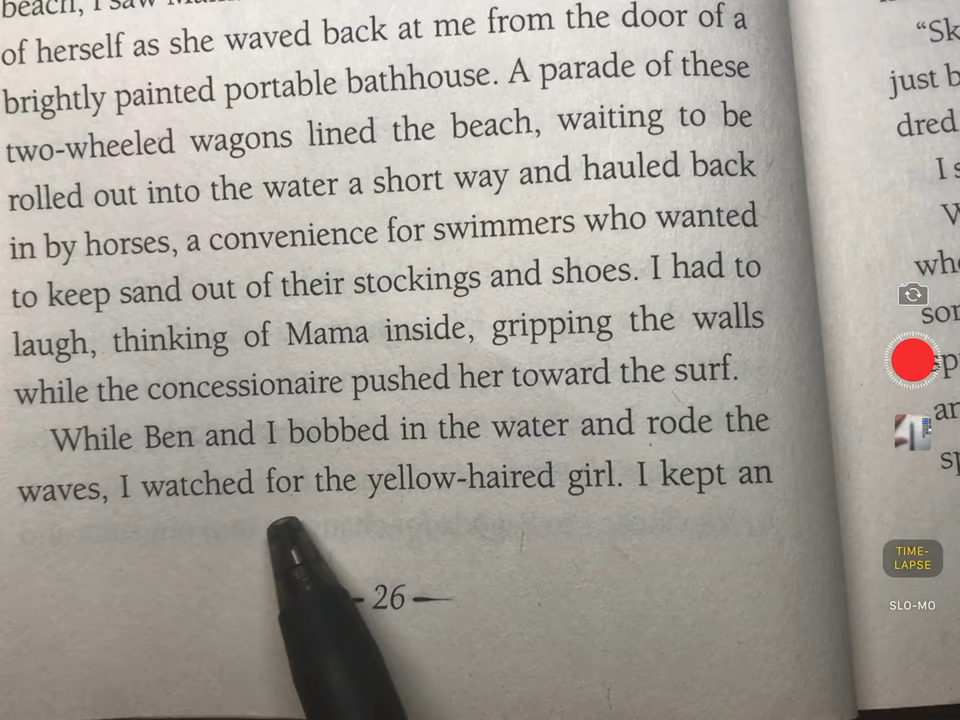 beach, I saw
of herself as she waved back at me from the door of a
brightly painted portable bathhouse. A parade of these
two-wheeled wagons lined the beach, waiting to be
rolled out into the water a short way and hauled back
in by horses, a convenience for swimmers who wanted
to keep sand out of their stockings and shoes. I had to
laugh, thinking of Mama inside, gripping the walls
while the concessionaire pushed her toward the surf.
While Ben and I bobbed in the water and rode the
waves, I watched for the yellow-haired girl. I kept an
- 26 -
just
dred
I
TIME-
LAPSE
SLO-MO